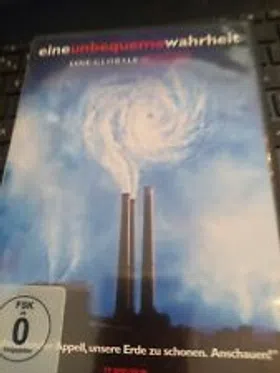 eineunbequemewahrheit
EINE GLOBALE
FSK
0
Appell, unsere Erde zu schonen. Anschauen!"